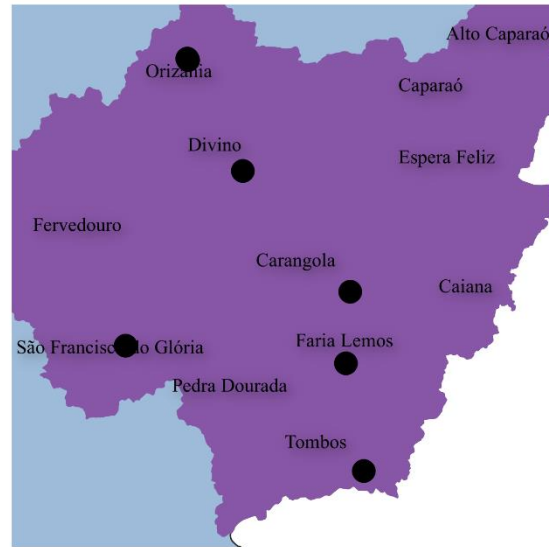 Alto Caparaó
Orizânia
Caparaó
Divino
Espera Feliz
Fervedouro
Carangola
Caiana
Faria Lemos
São Francisco do Glória
Pedra Dourada
Tombos